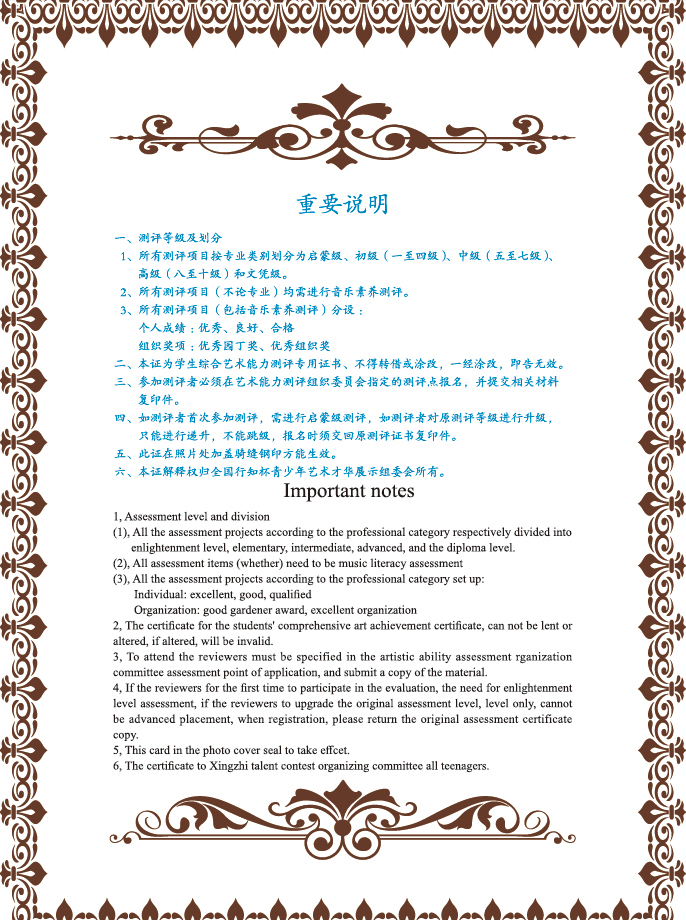 重要说明
一、测评等级及划分
1、所有测评项目按专业类别划分为启蒙级、初级（一至四级）、中级（五至七级）、
高级（八至十级）和文凭级。
2、所有测评项目（不论专业）均需进行音乐素养测评。
3、所有测评项目（包括音乐素养测评）分设：
个人成绩：优秀、良好、合格
组织奖项：优秀园丁奖、优秀组织奖
二、本证为学生综合艺术能力测评专用证书、不得转借或涂改，一经涂改，即告无效。
三、参加测评者必须在艺术能力测评组织委员会指定的测评点报名，并提交相关材料
复印件。
四、如测评者首次参加测评，需进行启蒙级测评，如测评者对原测评等级进行升级，
只能进行递升，不能跳级，报名时须交回原测评证书复印件。
五、此证在照片处加盖骑缝钢印方能生效。
六、本证解释权归全国行知杯青少年艺术才华展示组委会所有。
Important notes
1, Assessment level and division
(1), All the assessment projects according to the professional category respectively divided into
enlightenment level, elementary, intermediate, advanced, and the diploma level.
(2), All assessment items (whether) need to be music literacy assessment
(3), All the assessment projects according to the professional category set up:
Individual: excellent, good, qualified
Organization: good gardener award, excellent organization
2, The certificate for the students' comprehensive art achievement certificate, can not be lent or
altered, if altered, will be invalid.
3, To attend the reviewers must be specified in the artistic ability assessment rganization
committee assessment point of application, and submit a copy of the material.
4, If the reviewers for the first time to participate in the evaluation, the need for enlightenment
level assessment, if the reviewers to upgrade the original assessment level, level only, cannot
be advanced placement, when registration, please return the original assessment certificate
copy.
5, This card in the photo cover seal to take effcet.
6, The certificate to Xingzhi talent contest organizing committee all teenagers.